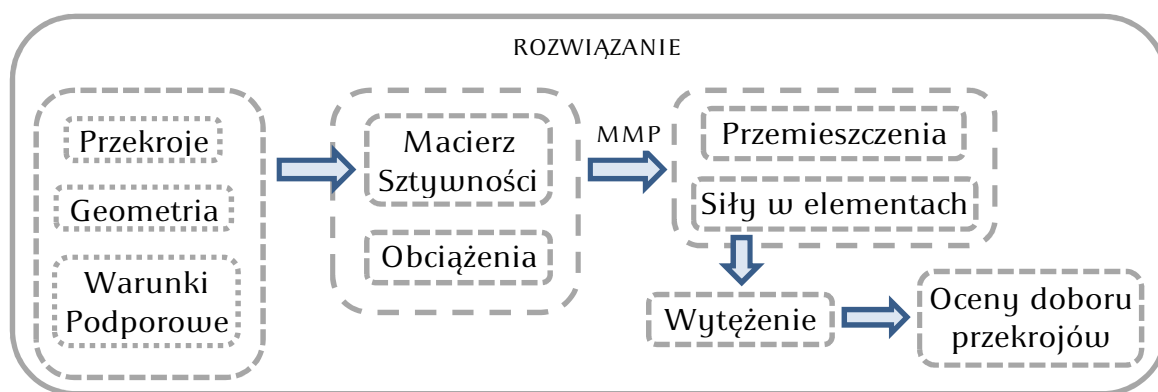 ROZWIĄZANIE
Przekroje
Geometria
Warunki
Podporowe
Macierz
Sztywności
Obciążenia
MMP
Przemieszczenia
Siły w elementach
Wytężenie
Oceny doboru
przekrojów